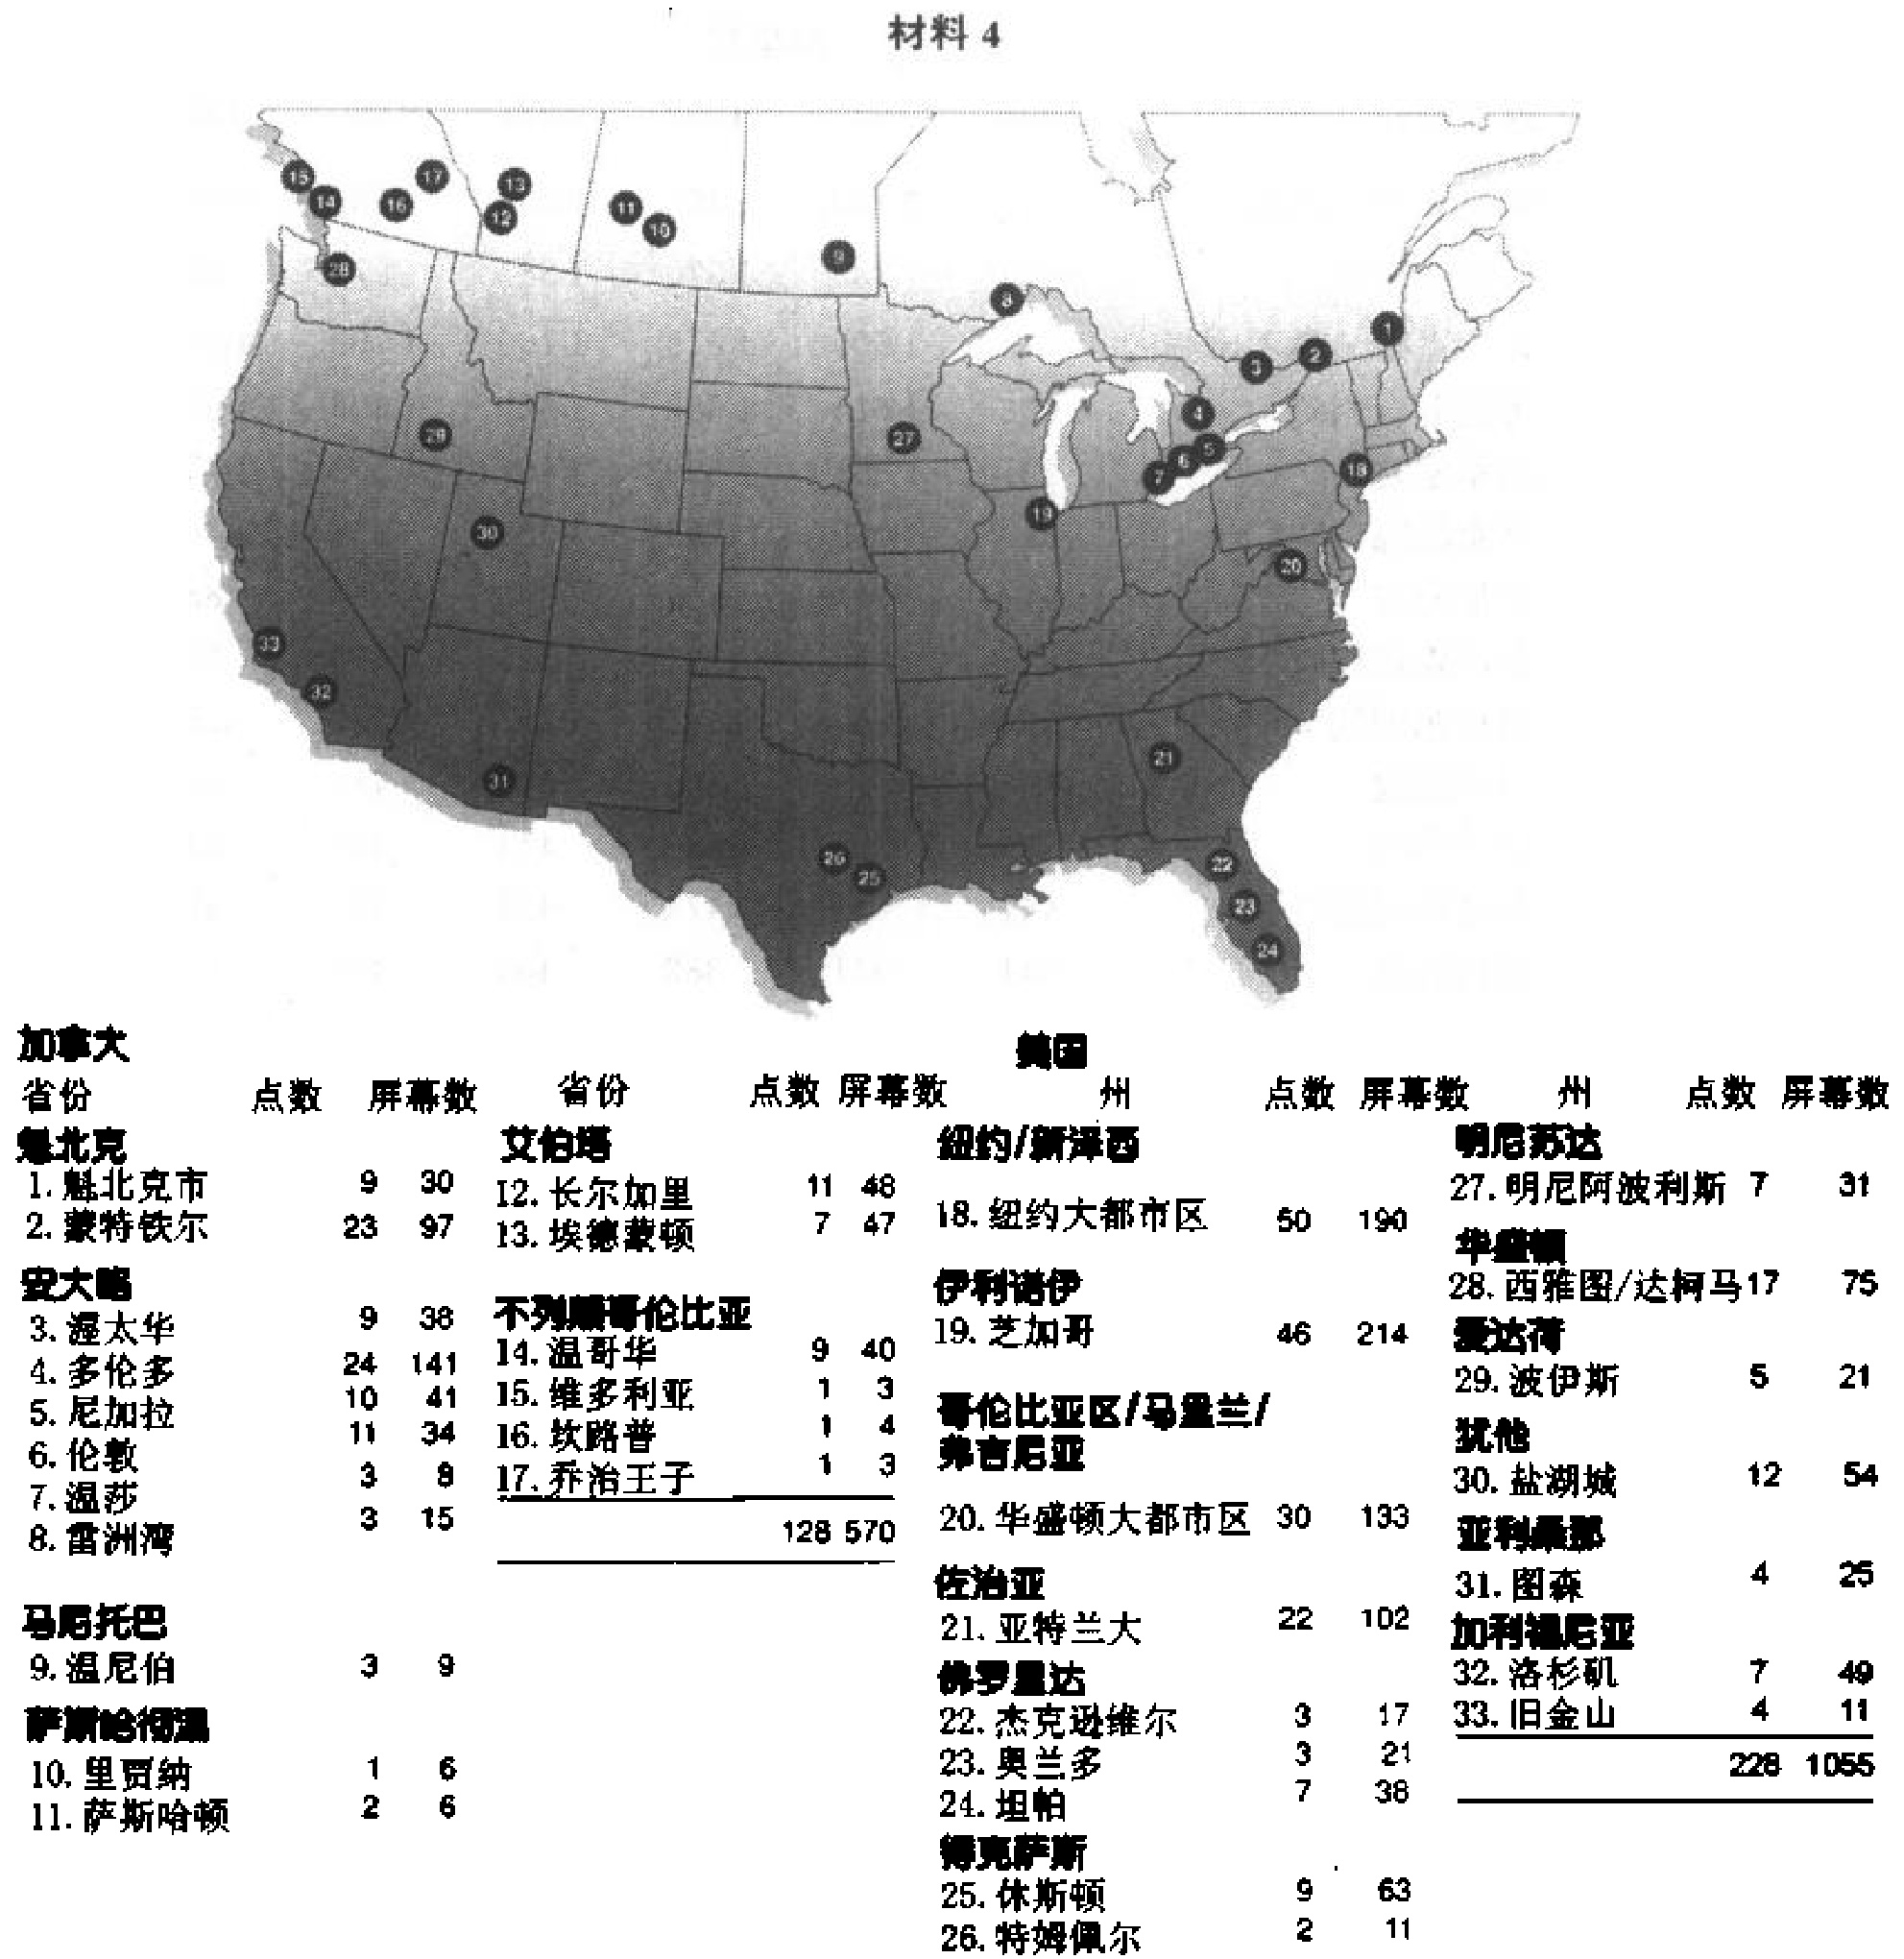 材料 4
15
17
14
16
13
12
11
10
9
28
8
1
3
2
4
29
27
5
6
7
18
19
30
20
33
32
21
31
26
25
22
23
24
加拿大
省份 点数 屏幕数
魁北克
1. 魁北克市 9 30
2. 蒙特铁尔 23 97
安大略
3. 渥太华 9 38
4. 多伦多 24 141
5. 尼加拉 10 41
6. 伦敦 11 34
7. 温莎 3 8
8. 雷洲湾 3 15
马尼托巴
9. 温尼伯 3 9
萨斯哈彻温
10. 里贾纳 1 6
11. 萨斯哈顿 2 6
省份 点数 屏幕数
艾伯塔
12. 长尔加里 11 48
13. 埃德蒙顿 7 47
不列颠哥伦比亚
14. 温哥华 9 40
15. 维多利亚 1 3
16. 坎路普 1 4
17. 乔治王子 1 3
128 570
美国
州 点数 屏幕数
纽约/新泽西
18. 纽约大都市区 50 190
伊利诺伊
19. 芝加哥 46 214
哥伦比亚区/马里兰/
弗吉尼亚
20. 华盛顿大都市区 30 133
佐治亚
21. 亚特兰大 22 102
佛罗里达
22. 杰克逊维尔 3 17
23. 奥兰多 3 21
24. 坦帕 7 38
得克萨斯
25. 休斯顿 9 63
26. 特姆佩尔 2 11
州 点数 屏幕数
明尼苏达
27. 明尼阿波利斯 7 31
华盛顿
28. 西雅图/达柯马 17 75
爱达荷
29. 波伊斯 5 21
犹他
30. 盐湖城 12 54
亚利桑那
31. 图森 4 25
加利福尼亚
32. 洛杉矶 7 49
33. 旧金山 4 11
228 1055